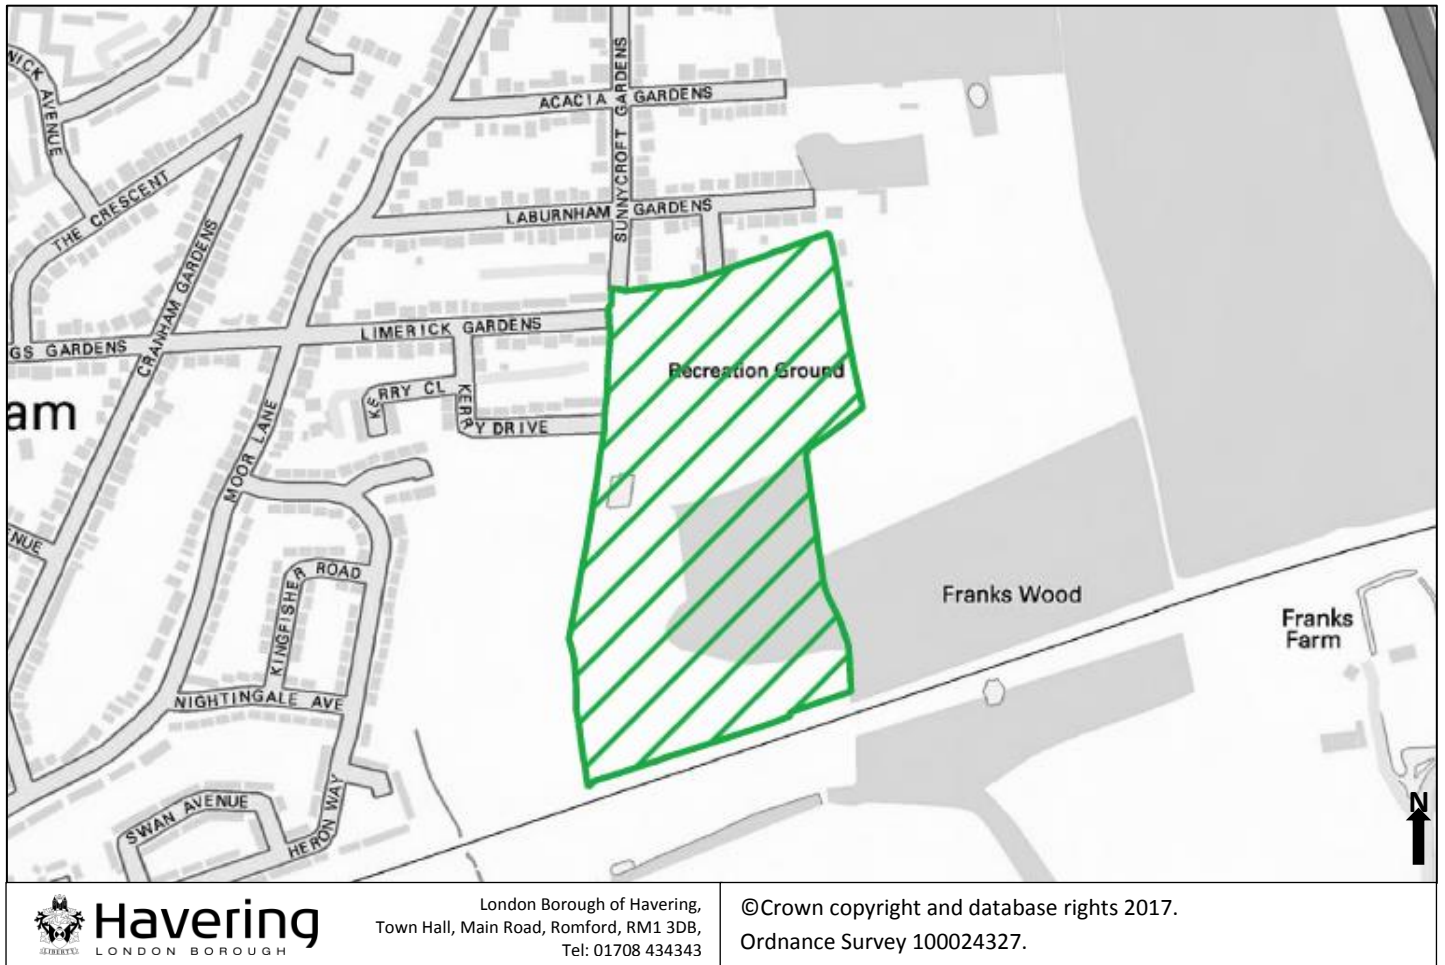 NICK AVENUE
THE CRESCENT
CRANHAM GARDENS
GS GARDENS
am
NUE
MOOR LANE
ACACIA GARDENS
SUNNYCROFT GARDENS
LABURNHAM GARDENS
LIMERICK GARDENS
KERRY CL
KERRY DRIVE
Recreation Ground
KINGFISHER ROAD
NIGHTINGALE AVE
SWAN AVENUE
HERON WAY
Franks Wood
Franks
Farm
N
Havering
LONDON BOROUGH
LIBERTY
London Borough of Havering,
Town Hall, Main Road, Romford, RM1 3DB,
Tel: 01708 434343
©Crown copyright and database rights 2017.
Ordnance Survey 100024327.